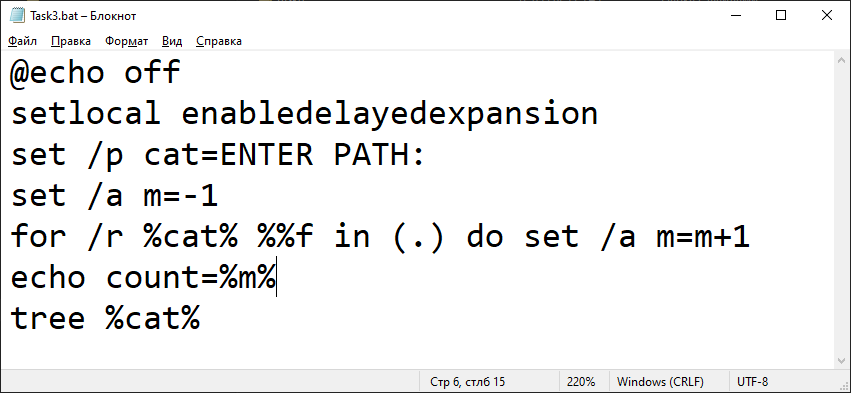 Task3.bat – Блокнот
Файл Правка Формат Вид Справка
@echo off
setlocal enabledelayedexpansion
set /p cat=ENTER PATH:
set /a m=-1
for /r %cat% %%f in (.) do set /a m=m+1
echo count=%m%
tree %cat%
Стр 6, стлб 15 220% Windows (CRLF) UTF-8